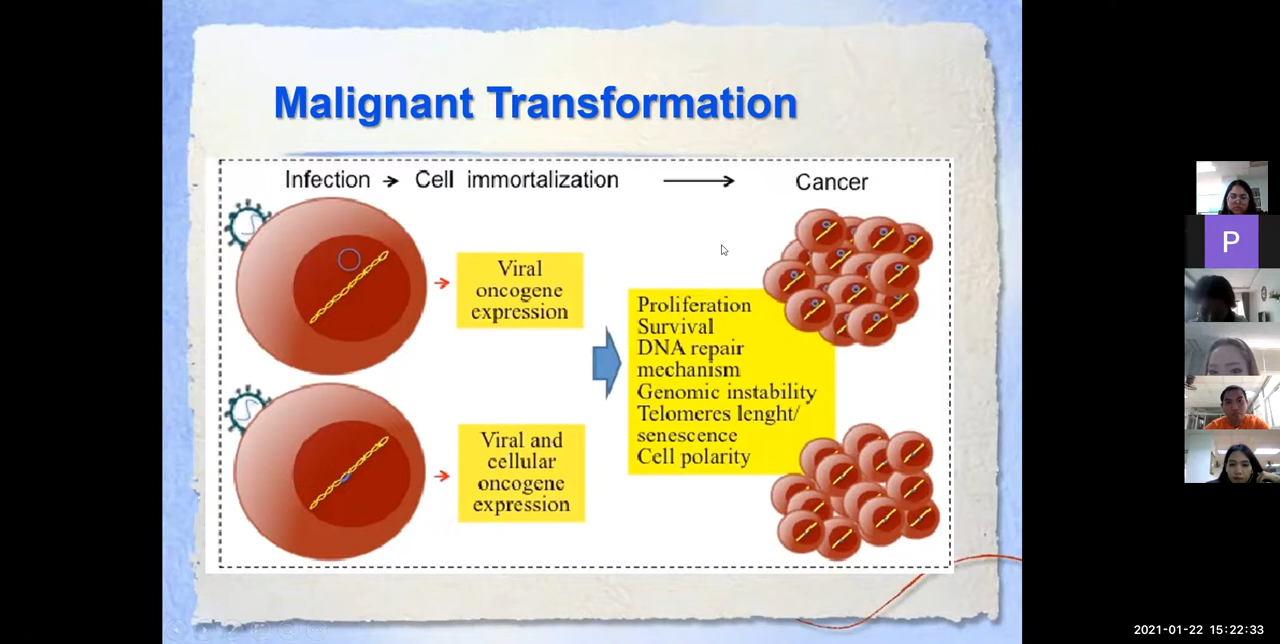 Malignant Transformation
Infection → Cell immortalization → Cancer
Viral
oncogene
expression
Proliferation
Survival
DNA repair
mechanism
Genomic instability
Telomeres lenght/
senescence
Cell polarity
Viral and
cellular
oncogene
expression
P
2021-01-22 15:22:33